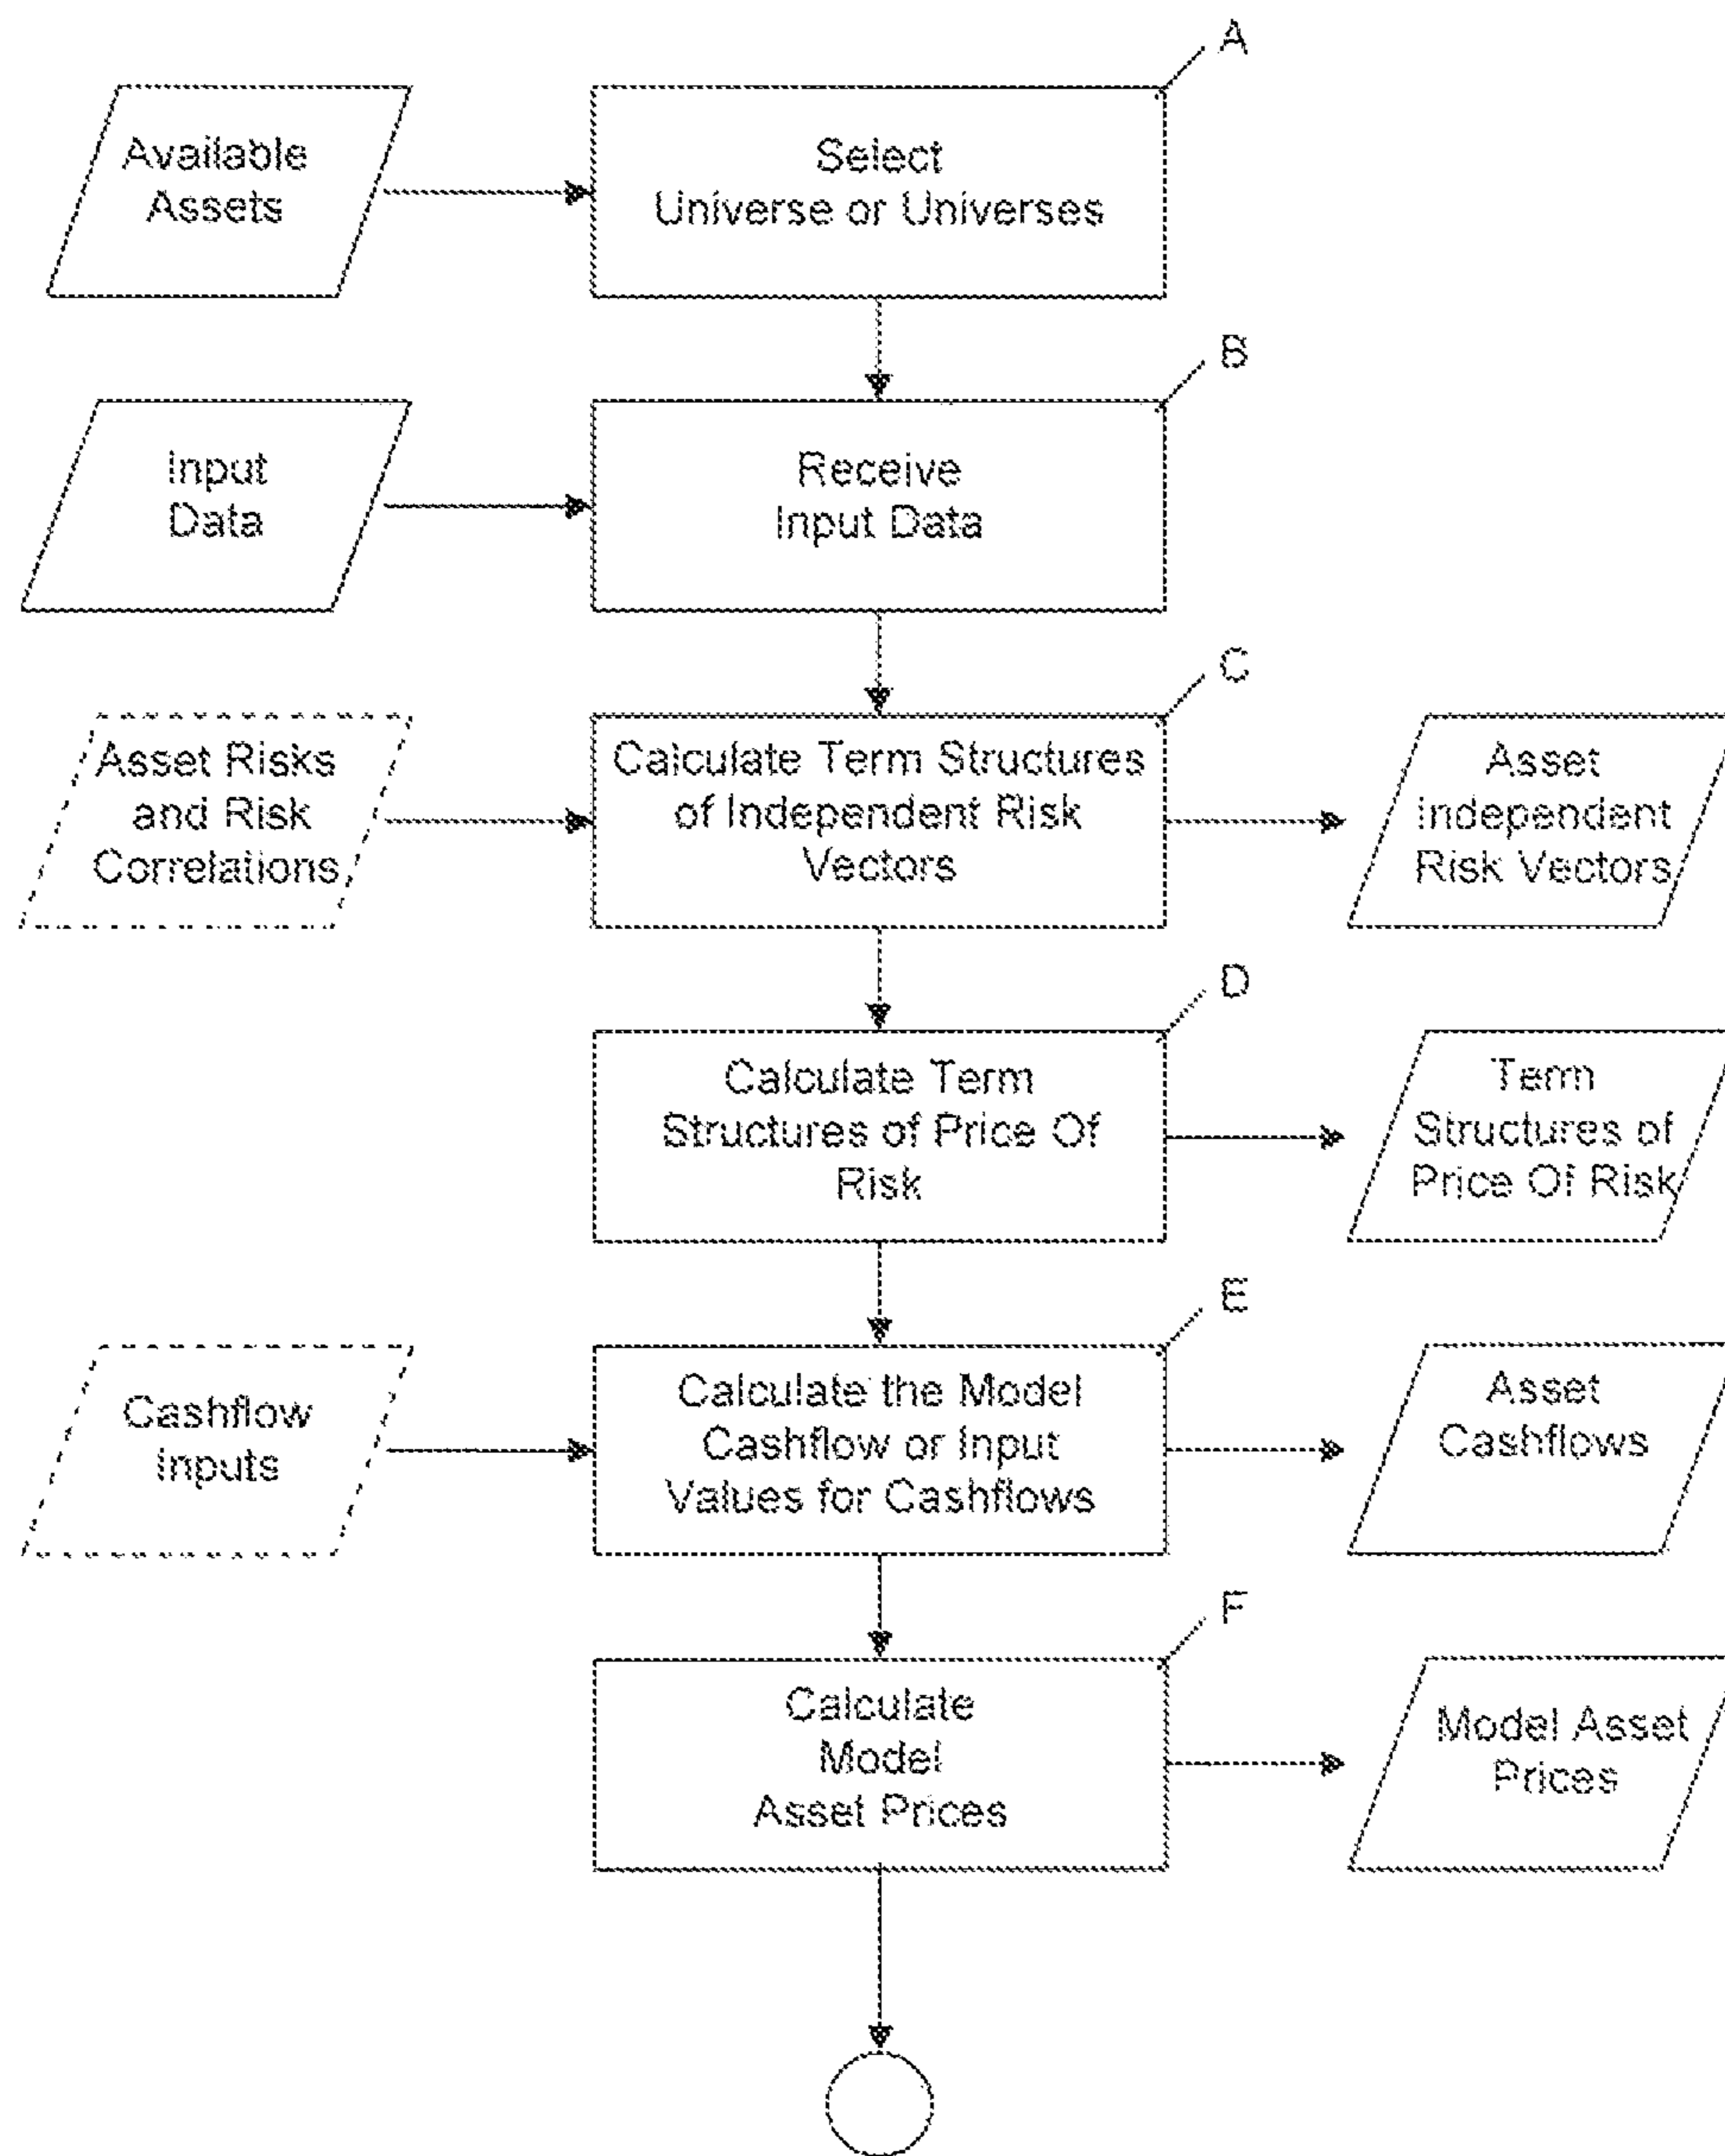 A
Available
Assets
Select
Universe or Universes
B
Input
Data
Receive
Input Data
C
Asset Risks
and Risk
Correlations
Calculate Term Structures
of Independent Risk
Vectors
Asset
Independent
Risk Vectors
D
Calculate Term
Structures of Price Of
Risk
Term
Structures of
Price Of Risk
E
Cashflow
Inputs
Calculate the Model
Cashflow or Input
Values for Cashflows
Asset
Cashflows
F
Calculate
Model
Asset Prices
Model Asset
Prices